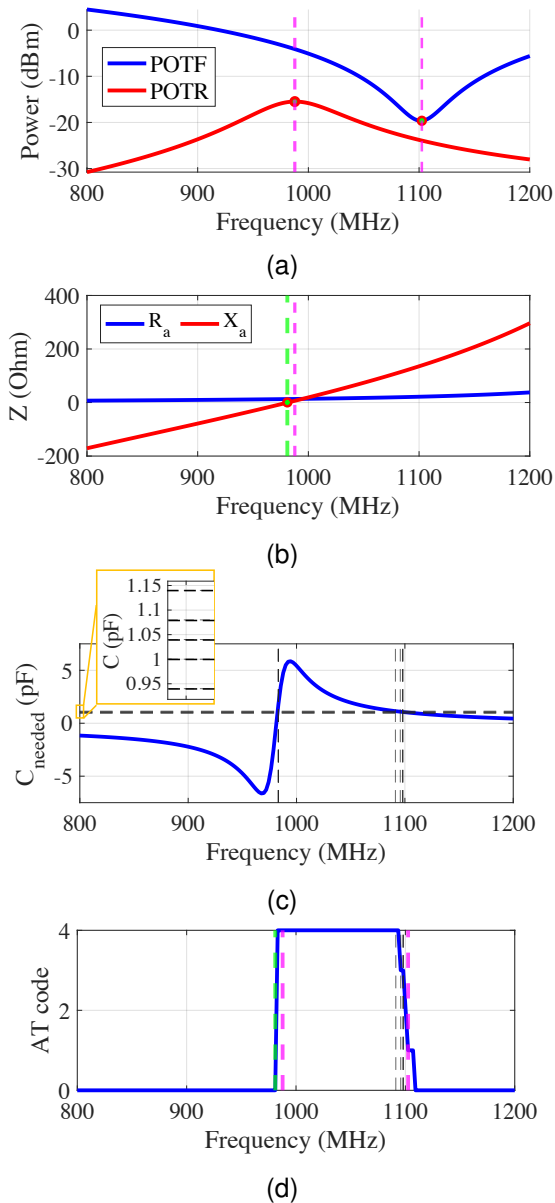 0
-10
-20
-30
Power (dBm)
POTF
POTR
800
900
1000
1100
1200
Frequency (MHz)
(a)
400
200
0
-200
Z (Ohm)
R_a
X_a
800
900
1000
1100
1200
Frequency (MHz)
(b)
1.15
1.1
1.05
1
0.95
C (pF)
5
0
-5
C_needed (pF)
800
900
1000
1100
1200
Frequency (MHz)
(c)
4
2
0
AT code
800
900
1000
1100
1200
Frequency (MHz)
(d)